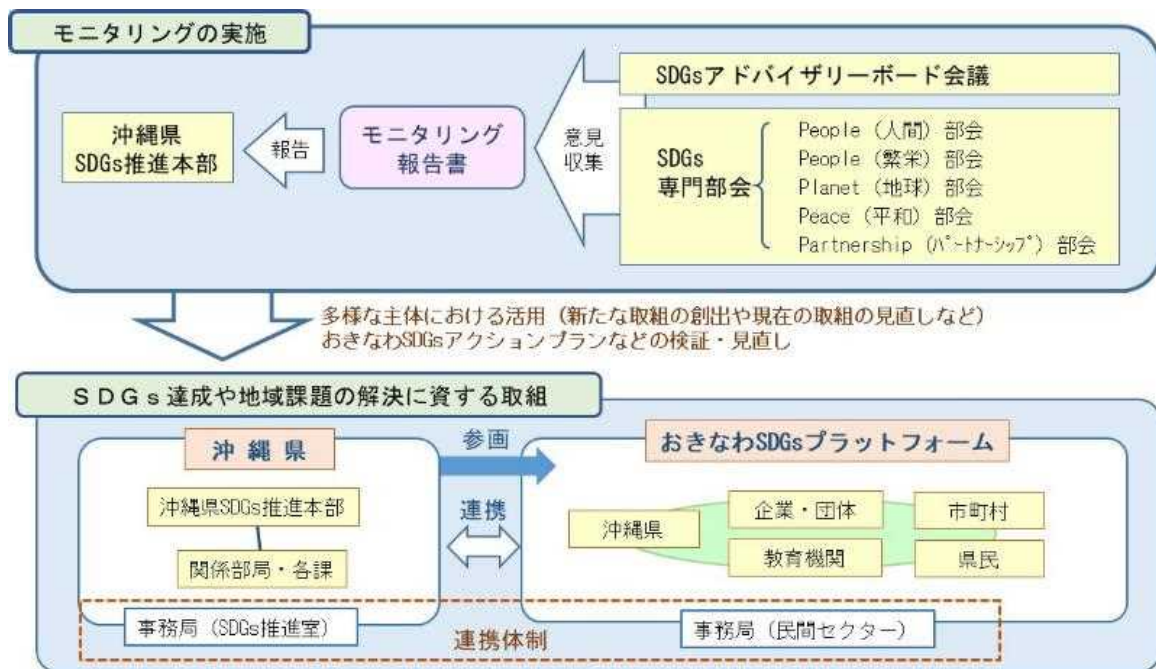 モニタリングの実施
SDGsアドバイザリーボード会議
沖縄県
SDGs推進本部
報告
モニタリング
報告書
意見
収集
SDGs
専門部会
People（人間）部会
People（繁栄）部会
Planet（地球）部会
Peace（平和）部会
Partnership（ﾊﾟｰﾄﾅｰｼｯﾌﾟ）部会
多様な主体における活用（新たな取組の創出や現在の取組の見直しなど）
おきなわSDGsアクションプランなどの検証・見直し
ＳＤＧｓ達成や地域課題の解決に資する取組
沖縄県
参画
おきなわSDGsプラットフォーム
沖縄県SDGs推進本部
関係部局・各課
連携
沖縄県
企業・団体
市町村
教育機関
県民
事務局（SDGs推進室）
連携体制
事務局（民間セクター）